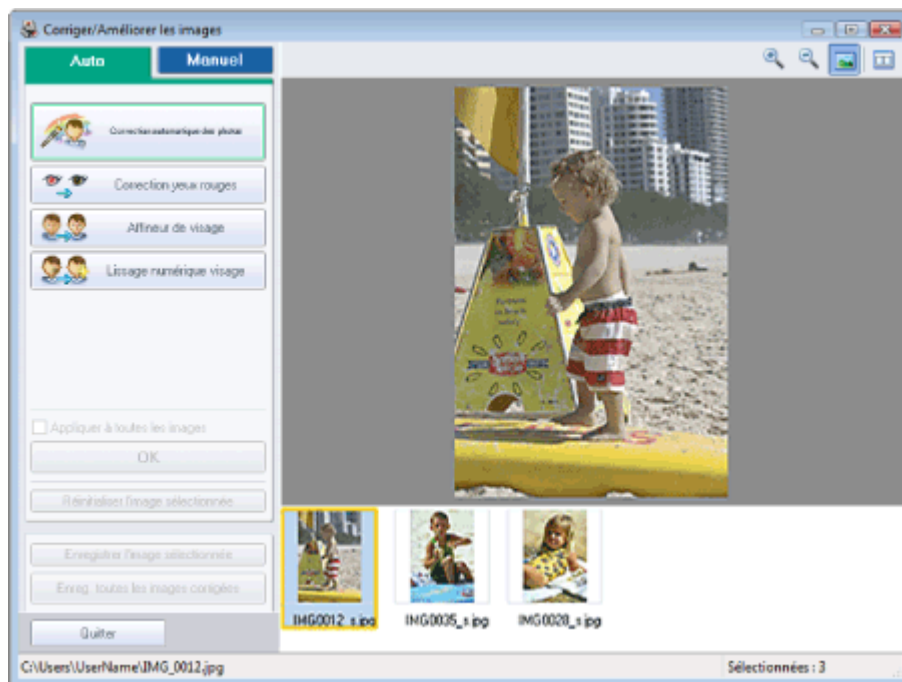 Corriger/Améliorer les images
Auto
Manuel
Correction automatique des photos
Correction yeux rouges
Affineur de visage
Lissage numérique visage
Appliquer à toutes les images
OK
Réinitialiser l'image sélectionnée
Enregistrer l'image sélectionnée
Enreg. toutes les images corrigées
Quitter
IMG0012_s.jpg
IMG0035_s.jpg
IMG0028_s.jpg
C:\Users\UserName\IMG_0012.jpg
Sélectionnées : 3